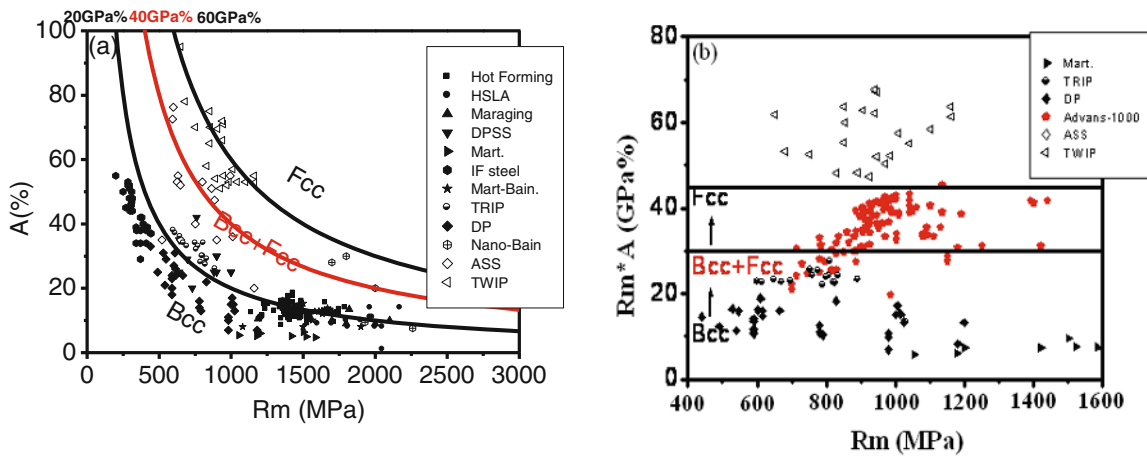 20GPa% 40GPa% 60GPa%
(a)
100
80
60
40
20
0
A(%)
Fcc
Bcc+Fcc
Bcc
Hot Forming
HSLA
Maraging
DPSS
Mart.
IF steel
Mart-Bain.
TRIP
DP
Nano-Bain
ASS
TWIP
0 500 1000 1500 2000 2500 3000
Rm (MPa)
(b)
80
60
40
20
0
Rm*A (GPa%)
Fcc
Bcc+Fcc
Bcc
Mart.
TRIP
DP
Advans-1000
ASS
TWIP
400 600 800 1000 1200 1400 1600
Rm (MPa)